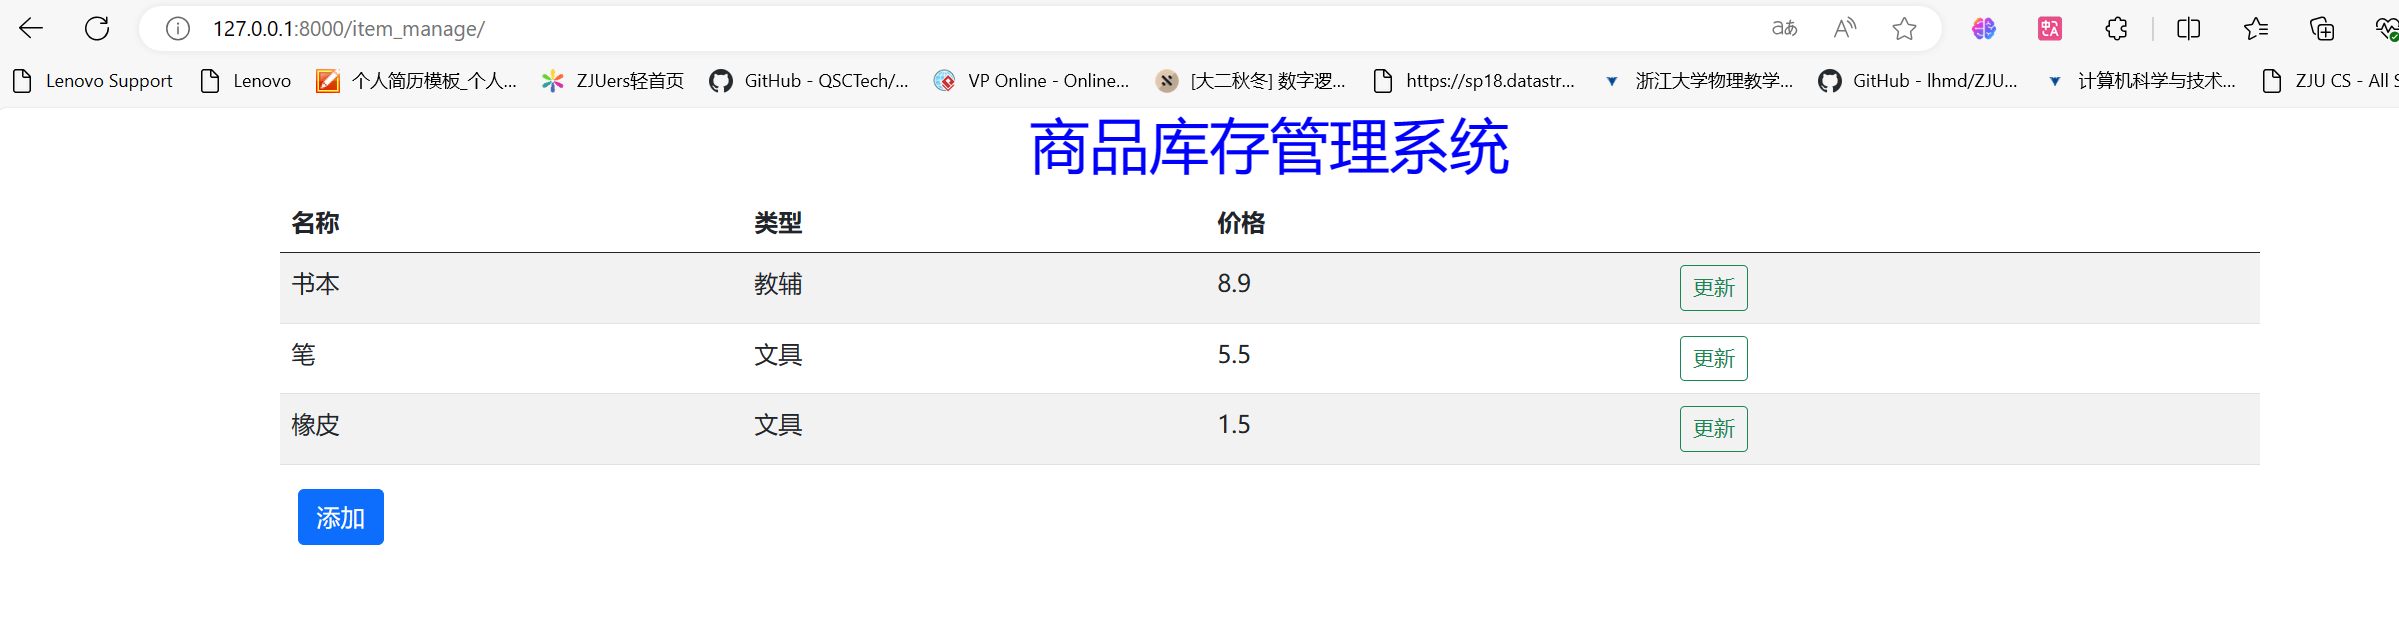 127.0.0.1:8000/item_manage/
Lenovo Support Lenovo 个人简历模板_个人... ZJUers轻首页 GitHub - QSCTech/... VP Online - Online... [大二秋冬] 数字逻... https://sp18.datastr... 浙江大学物理教学... GitHub - lhmd/ZJU... 计算机科学与技术... ZJU CS - All S
商品库存管理系统
名称 类型 价格
书本 教辅 8.9 更新
笔 文具 5.5 更新
橡皮 文具 1.5 更新
添加